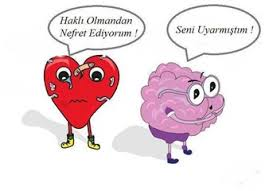 Haklı Olmandan
Nefret Ediyorum !
Seni Uyarmıştım !